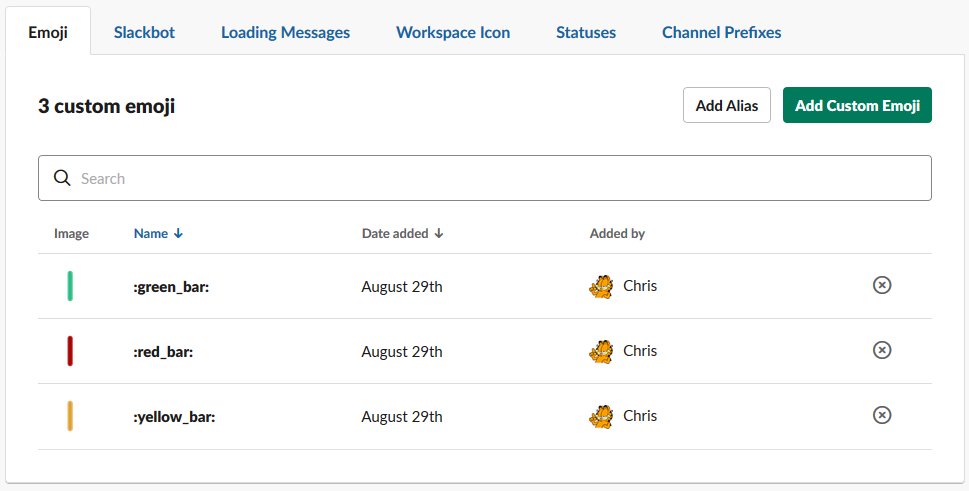 Emoji Slackbot Loading Messages Workspace Icon Statuses Channel Prefixes
3 custom emoji Add Alias Add Custom Emoji
Search
Image Name Date added Added by
:green_bar: August 29th Chris
:red_bar: August 29th Chris
:yellow_bar: August 29th Chris